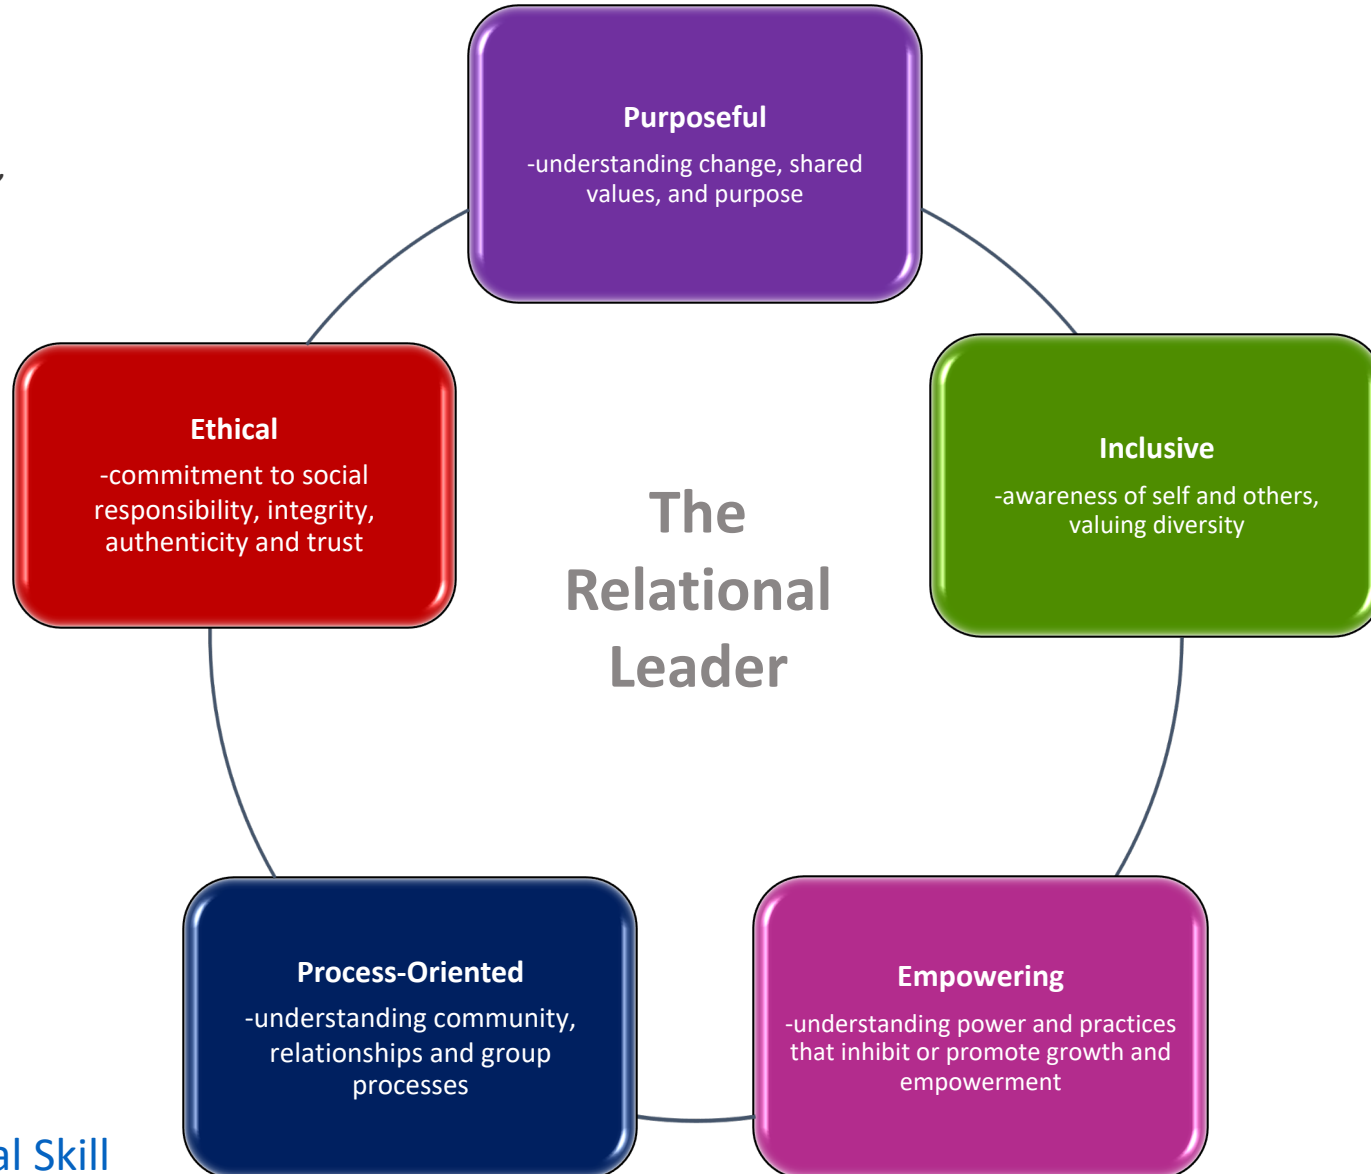 Purposeful
-understanding change, shared
values, and purpose
Ethical
-commitment to social
responsibility, integrity,
authenticity and trust
The
Relational
Leader
Inclusive
-awareness of self and others,
valuing diversity
Process-Oriented
-understanding community,
relationships and group
processes
Empowering
-understanding power and practices
that inhibit or promote growth and
empowerment
Skill